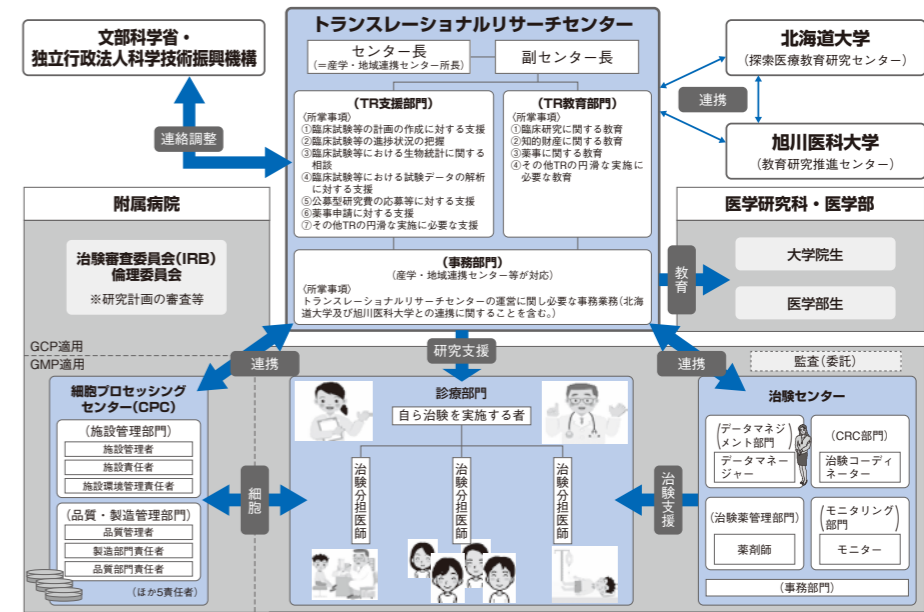 トランスレーショナルリサーチセンター
センター長
(=産学・地域連携センター所長)
副センター長
文部科学省・
独立行政法人科学技術振興機構
連絡調整
北海道大学
(探索医療教育研究センター)
連携
旭川医科大学
(教育研究推進センター)
(TR支援部門)
〈所掌事項〉
①臨床試験等の計画の作成に対する支援
②臨床試験等の進捗状況の把握
③臨床試験等における生物統計に関する
相談
④臨床試験等における試験データの解析
に対する支援
⑤公募型研究費の応募等に対する支援
⑥薬事申請に対する支援
⑦その他TRの円滑な実施に必要な支援
(TR教育部門)
〈所掌事項〉
①臨床研究に関する教育
②知的財産に関する教育
③薬事に関する教育
④その他TRの円滑な実施に
必要な教育
(事務部門)
(産学・地域連携センター等が対応)
〈所掌事項〉
トランスレーショナルリサーチセンターの運営に関し必要な事務業務(北海
道大学及び旭川医科大学との連携に関することを含む。)
附属病院
治験審査委員会(IRB)
倫理委員会
※研究計画の審査等
医学研究科・医学部
大学院生
医学部生
教育
GCP適用
GMP適用
連携
研究支援
連携
監査(委託)
細胞プロセッシング
センター(CPC)
(施設管理部門)
施設管理者
施設責任者
施設環境管理責任者
(品質・製造管理部門)
品質管理者
製造部門責任者
品質部門責任者
(ほか5責任者)
細胞
診療部門
自ら治験を実施する者
治験分担医師
治験分担医師
治験分担医師
治験支援
治験センター
(データマネジ
メント部門)
データマネー
ジャー
(CRC部門)
治験コーディ
ネーター
(治験薬管理部門)
薬剤師
(モニタリング
部門)
モニター
(事務部門)